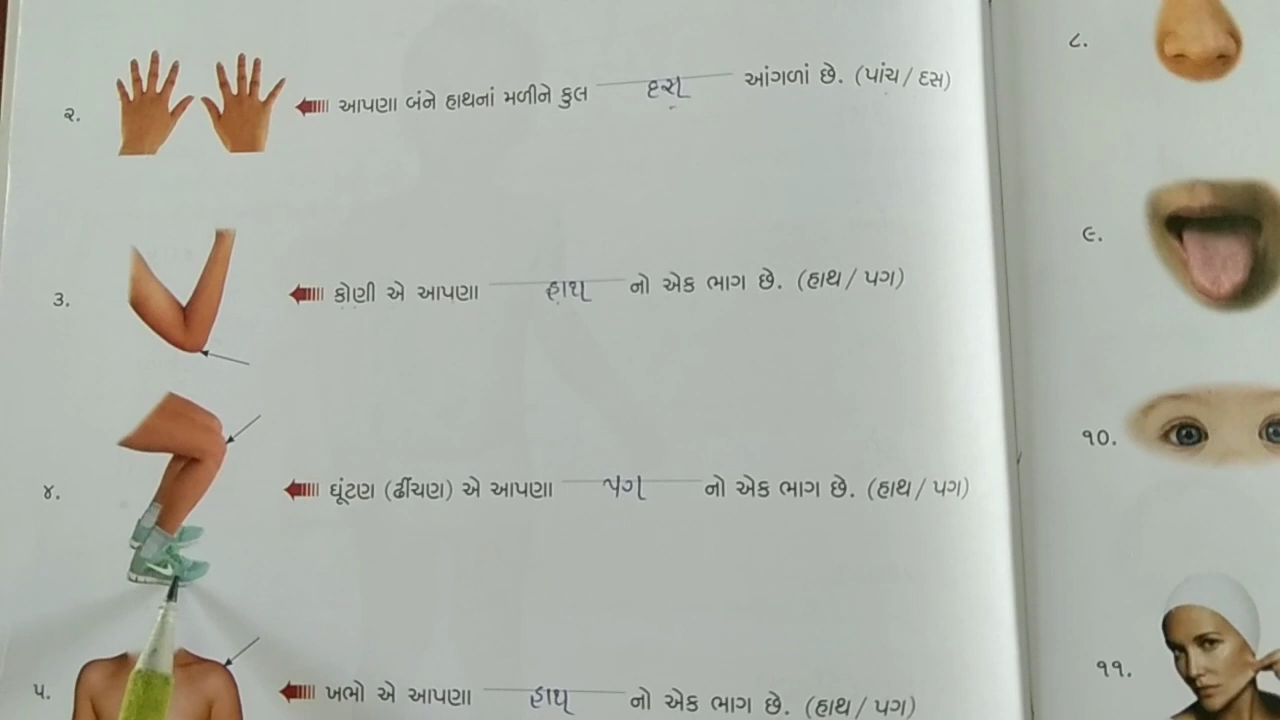 ૨. આપણા બંને હાથનાં મળીને કુલ દસ આંગળાં છે. (પાંચ / દસ)
૩. કોણી એ આપણા હાથ નો એક ભાગ છે. (હાથ / પગ)
૪. ઘૂંટણ (ઢીંચણ) એ આપણા પગ નો એક ભાગ છે. (હાથ / પગ)
૫. ખભો એ આપણા હાથ નો એક ભાગ છે. (હાથ / પગ)
૮.
૯.
૧૦.
૧૧.